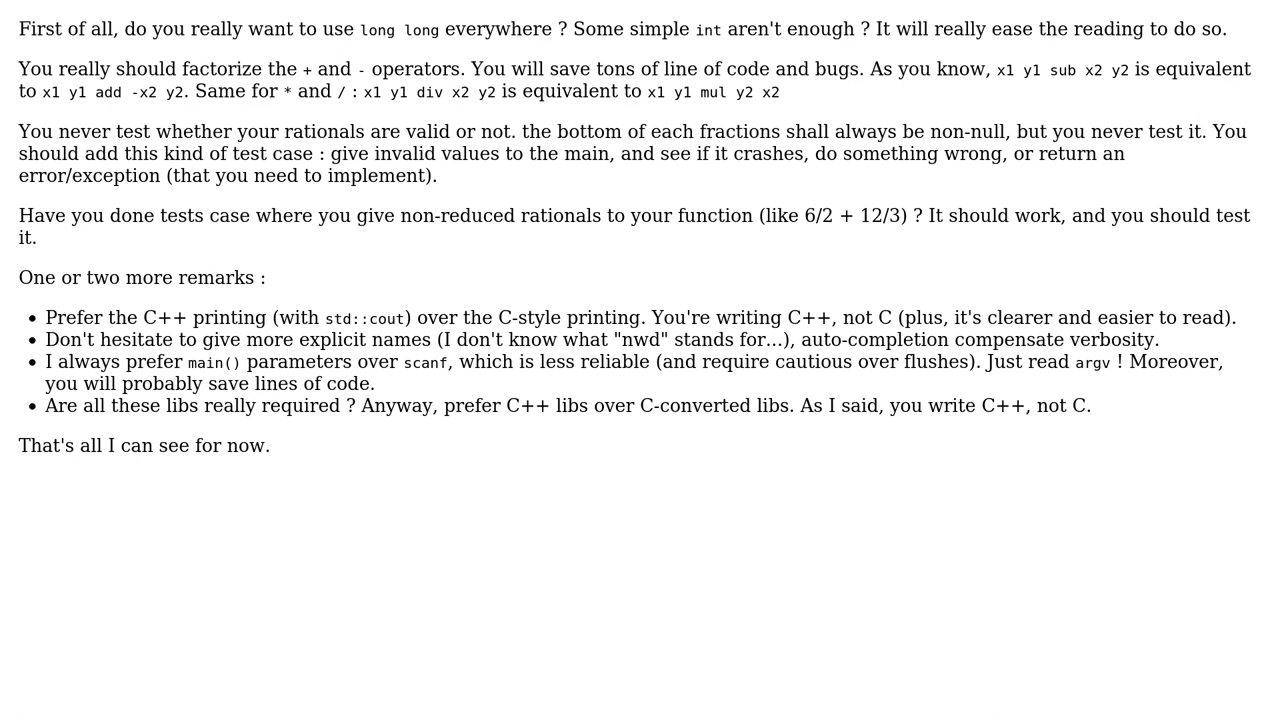 First of all, do you really want to use long long everywhere ? Some simple int aren't enough ? It will really ease the reading to do so.
You really should factorize the + and - operators. You will save tons of line of code and bugs. As you know, x1 y1 sub x2 y2 is equivalent
to x1 y1 add -x2 y2. Same for * and / : x1 y1 div x2 y2 is equivalent to x1 y1 mul y2 x2
You never test whether your rationals are valid or not. the bottom of each fractions shall always be non-null, but you never test it. You
should add this kind of test case : give invalid values to the main, and see if it crashes, do something wrong, or return an
error/exception (that you need to implement).
Have you done tests case where you give non-reduced rationals to your function (like 6/2 + 12/3) ? It should work, and you should test
it.
One or two more remarks :
• Prefer the C++ printing (with std::cout) over the C-style printing. You're writing C++, not C (plus, it's clearer and easier to read).
• Don't hesitate to give more explicit names (I don't know what "nwd" stands for...), auto-completion compensate verbosity.
• I always prefer main() parameters over scanf, which is less reliable (and require cautious over flushes). Just read argv ! Moreover,
you will probably save lines of code.
• Are all these libs really required ? Anyway, prefer C++ libs over C-converted libs. As I said, you write C++, not C.
That's all I can see for now.